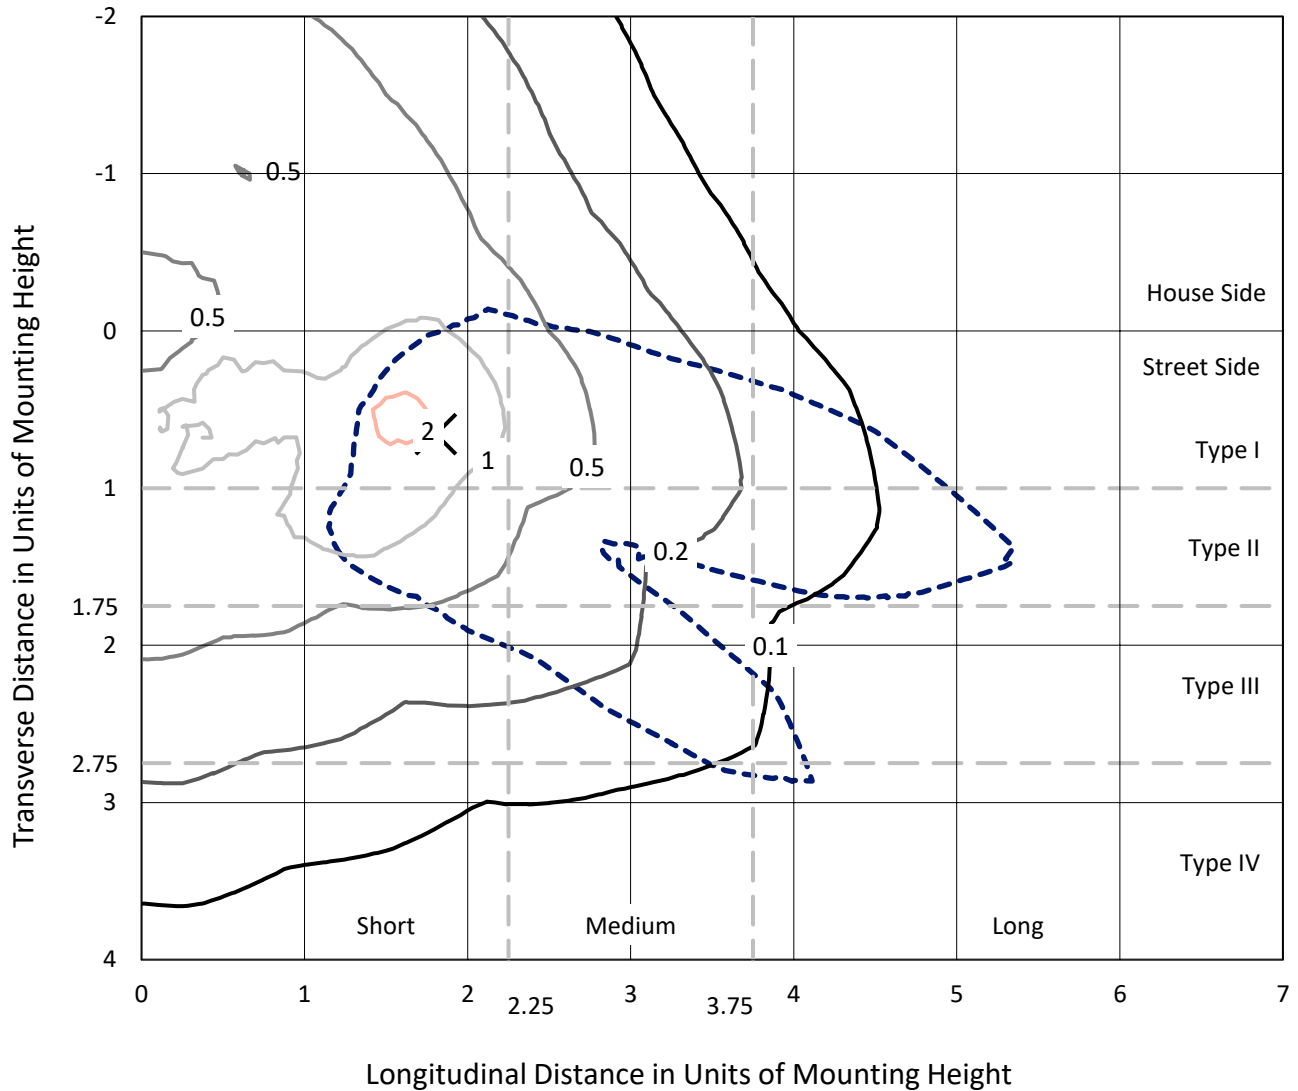 -2
-1
0.5
0.5
House Side
0
Street Side
2
1
0.5
Type I
1
0.2
Type II
1.75
0.1
2
Type III
2.75
3
Type IV
Short
Medium
Long
4
0
1
2
2.25
3
3.75
4
5
6
7
Transverse Distance in Units of Mounting Height
Longitudinal Distance in Units of Mounting Height